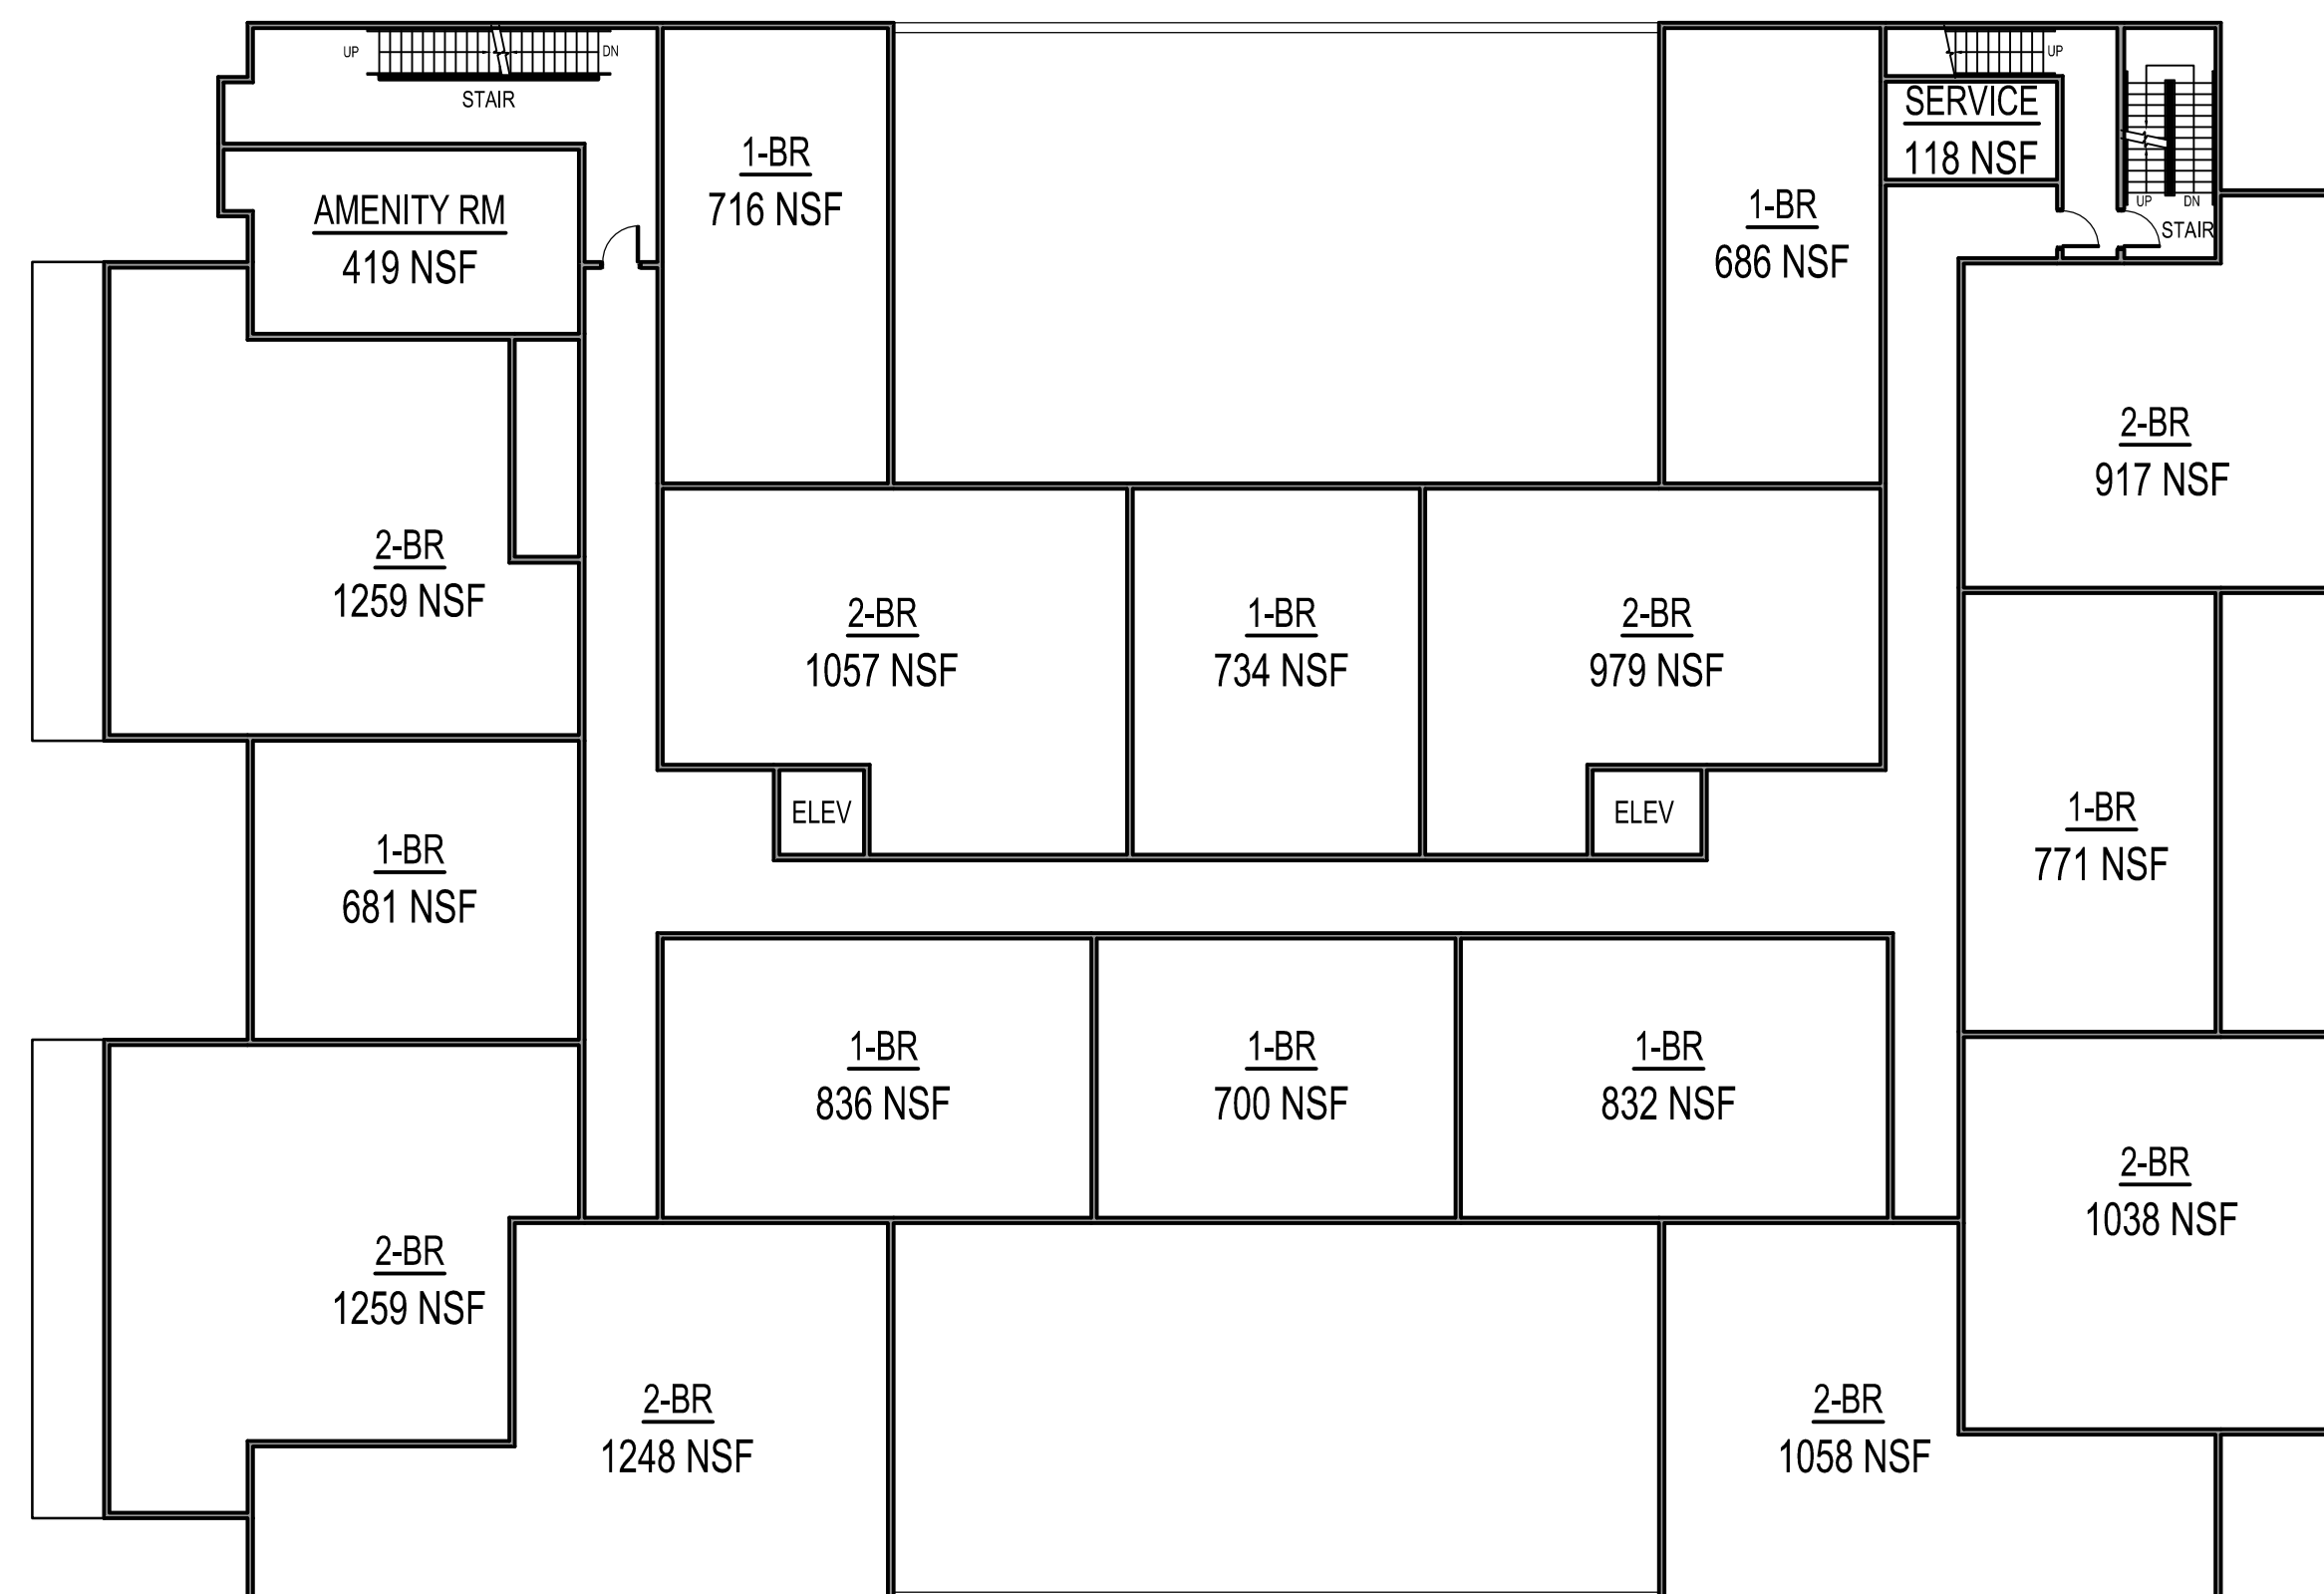 UP
DN
STAIR
UP
SERVICE
118 NSF
UP
DN
STAIR
AMENITY RM
419 NSF
1-BR
716 NSF
1-BR
686 NSF
2-BR
917 NSF
2-BR
1259 NSF
2-BR
1057 NSF
1-BR
734 NSF
2-BR
979 NSF
ELEV
ELEV
1-BR
771 NSF
1-BR
681 NSF
1-BR
836 NSF
1-BR
700 NSF
1-BR
832 NSF
2-BR
1038 NSF
2-BR
1259 NSF
2-BR
1248 NSF
2-BR
1058 NSF